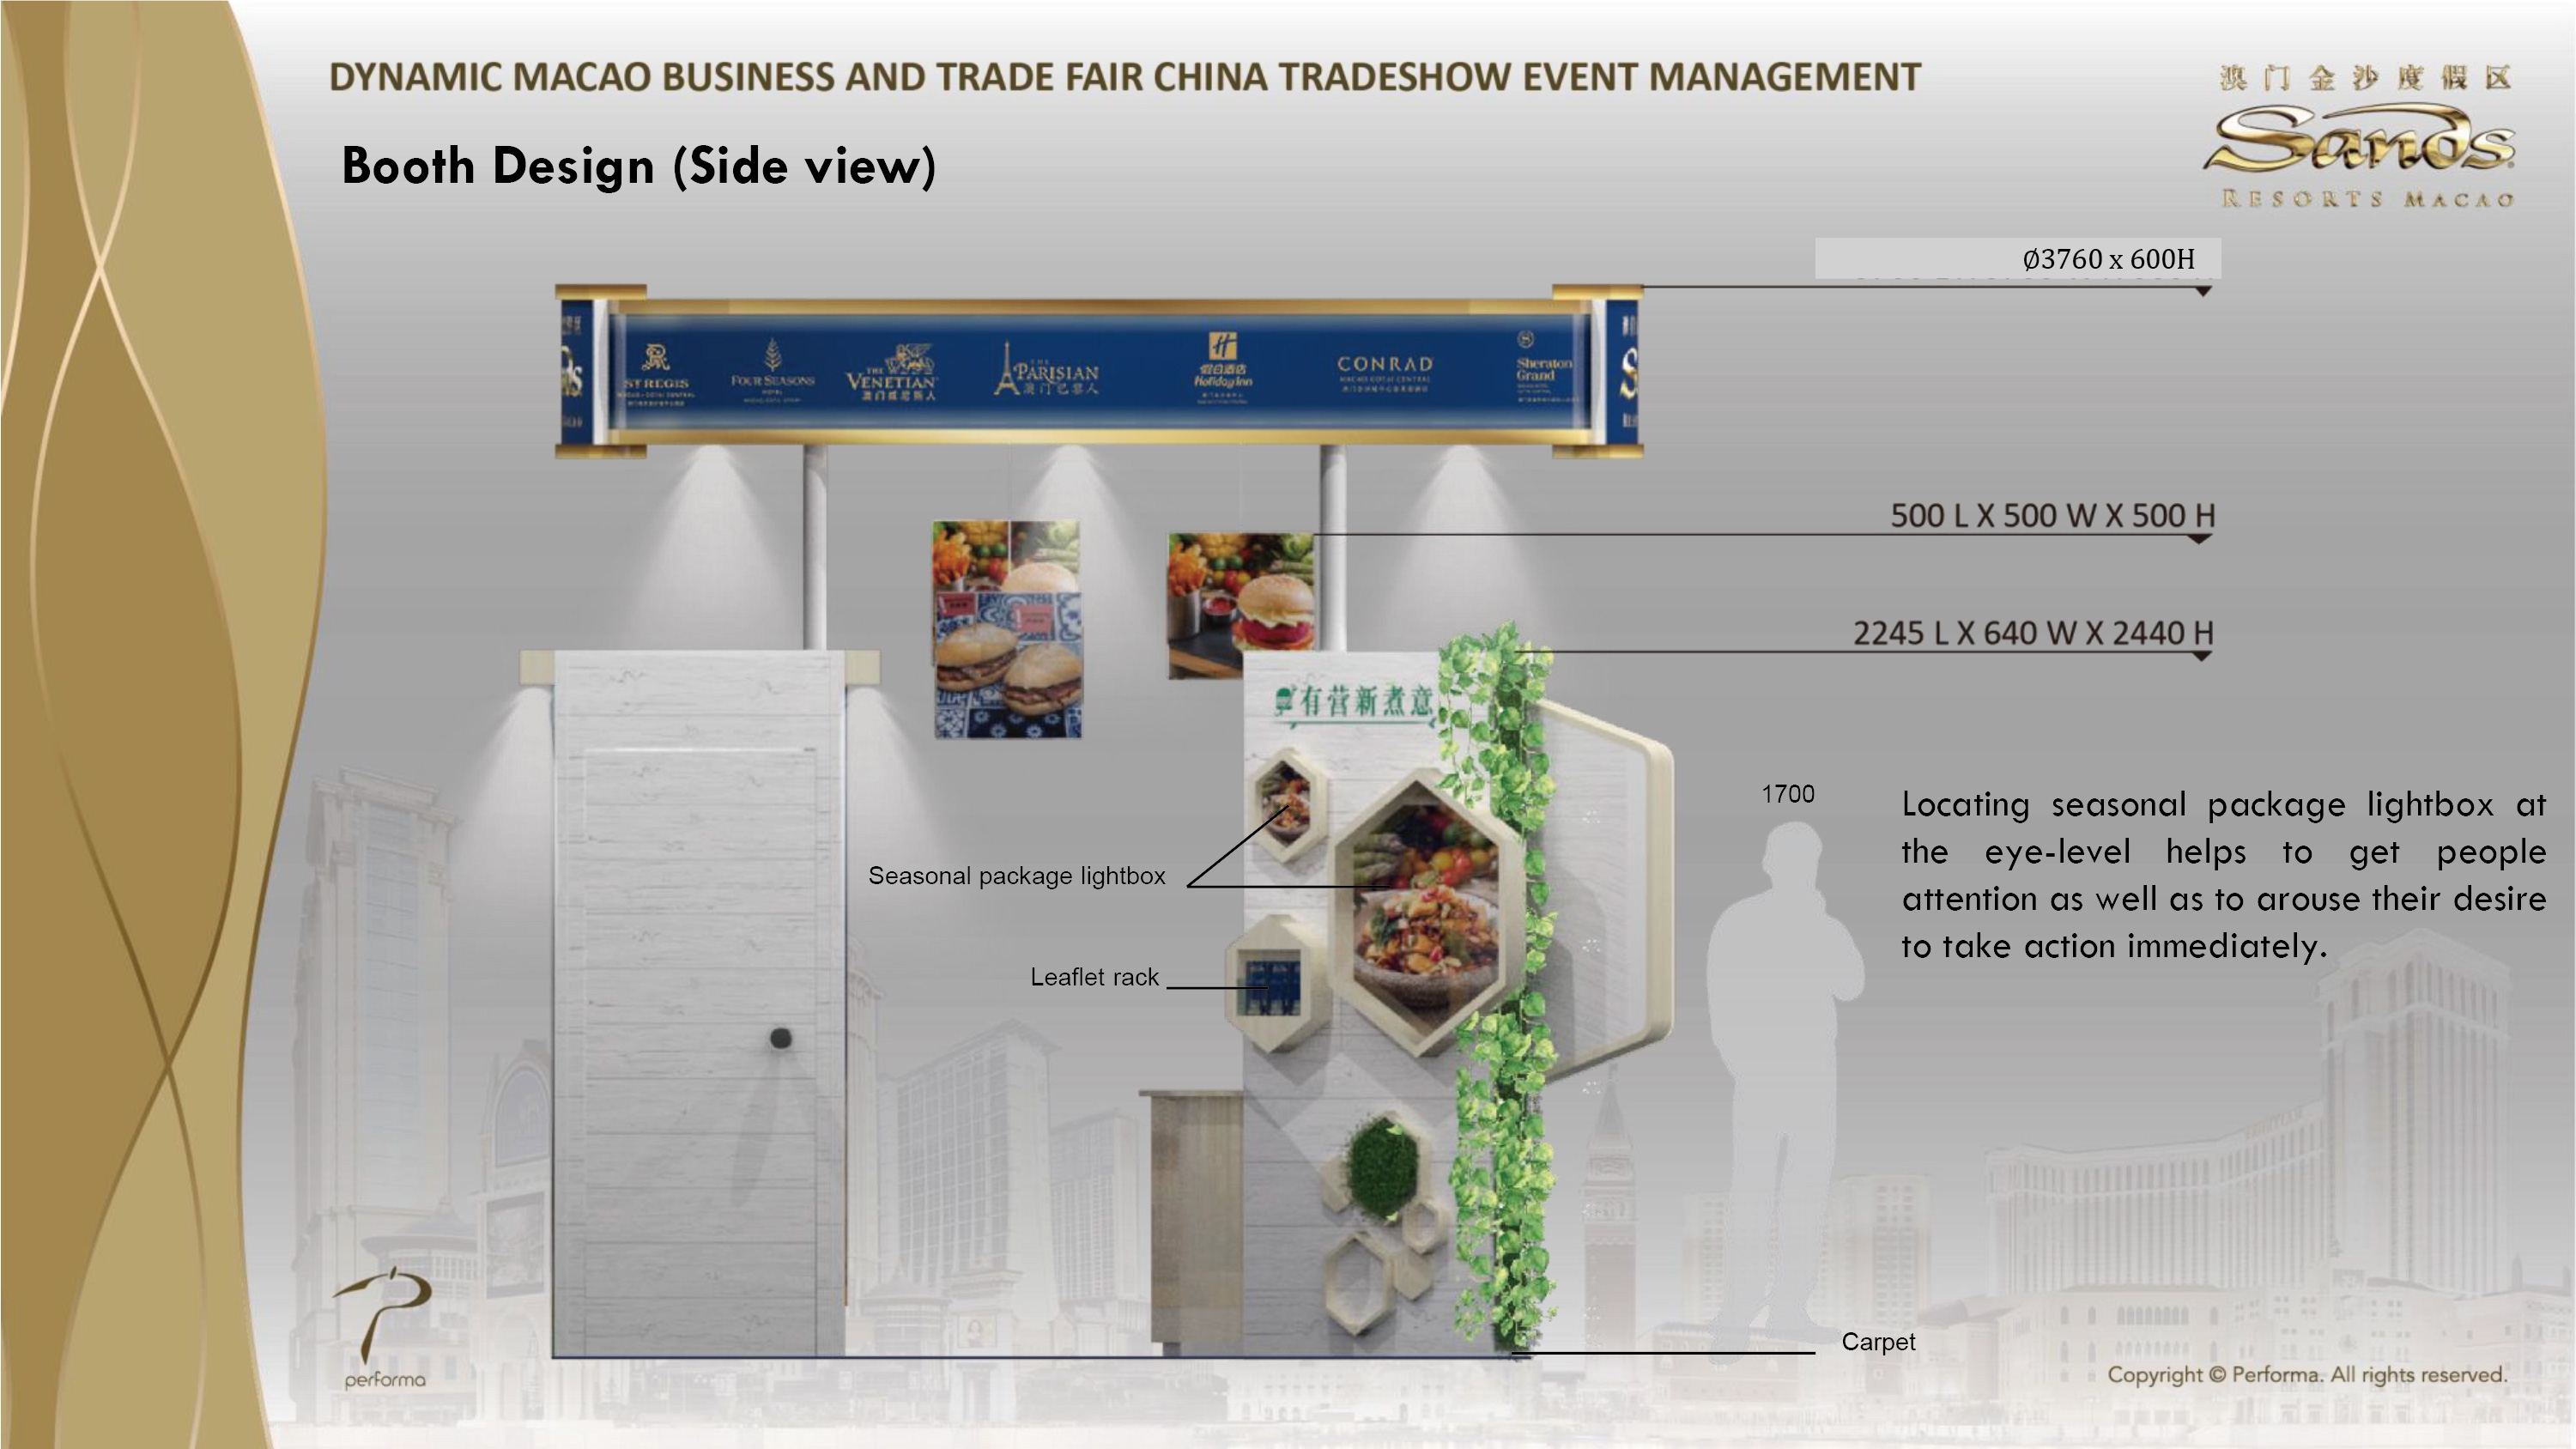 DYNAMIC MACAO BUSINESS AND TRADE FAIR CHINA TRADESHOW EVENT MANAGEMENT
澳门金沙度假区
Sands
RESORTS MACAO
Booth Design (Side view)
Ø3760 x 600H
ST REGIS
FOUR SEASONS
HOTEL
THE
VENETIAN
澳门威尼斯人
THE
PARISIAN
澳门巴黎人
H
假日酒店
Holiday Inn
CONRAD
MACAO COTAI CENTRAL
S
Sheraton
Grand
500 L X 500 W X 500 H
2245 L X 640 W X 2440 H
有营新煮意
1700
Locating seasonal package lightbox at
the eye-level helps to get people
attention as well as to arouse their desire
to take action immediately.
Seasonal package lightbox
Leaflet rack
Carpet
performa
Copyright © Performa. All rights reserved.